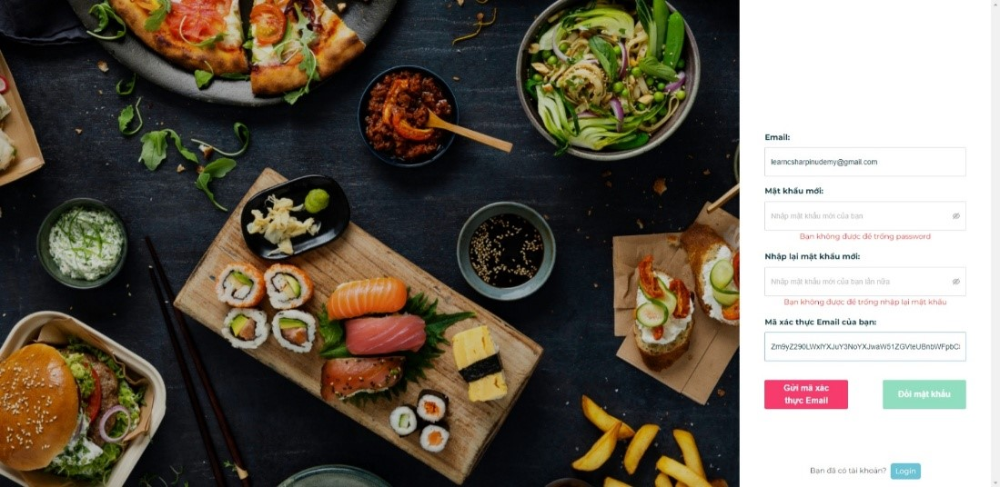 Email:
learncsharpinudemy@gmail.com
Mật khẩu mới:
Nhập mật khẩu mới của bạn
Bạn không được để trống password
Nhập lại mật khẩu mới:
Nhập mật khẩu mới của bạn lần nữa
Bạn không được để trống nhập lại mật khẩu
Mã xác thực Email của bạn:
Gửi mã xác
thực Email
Đổi mật khẩu
Bạn đã có tài khoản? Login